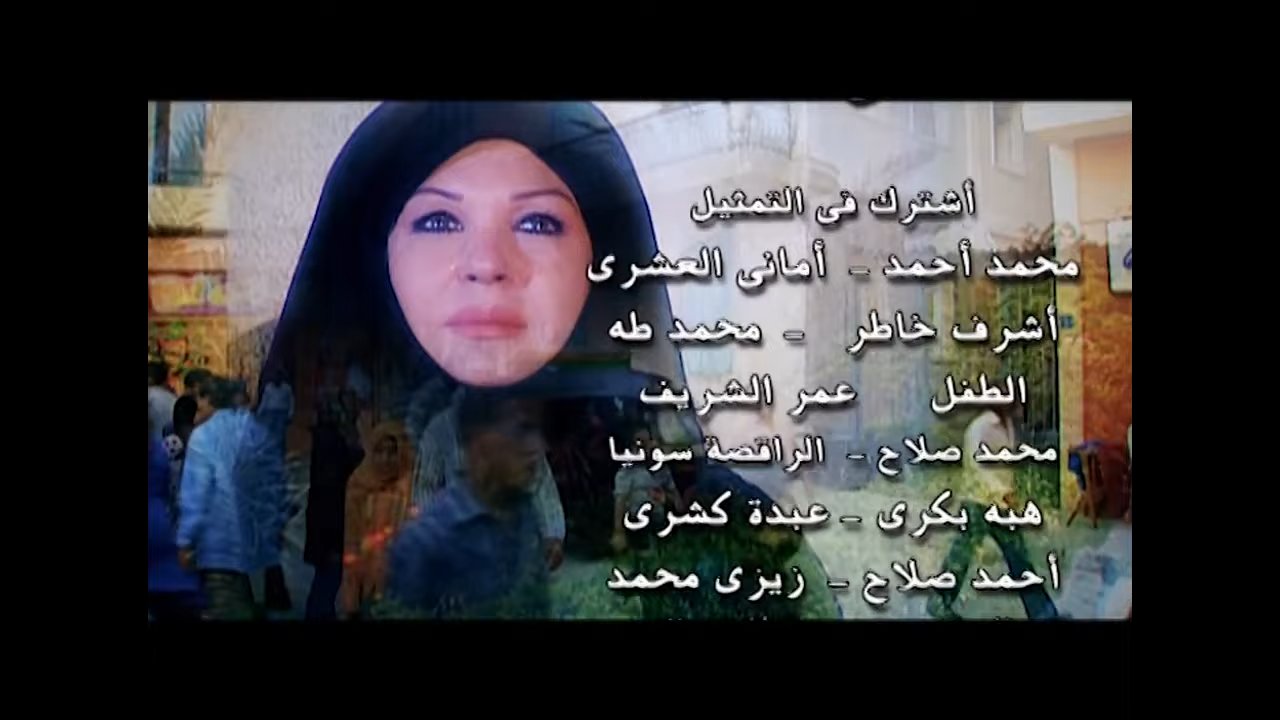 أشترك فى التمثيل
محمد أحمد - أمانى العشرى
أشرف خاطر - محمد طه
الطفل عمر الشريف
محمد صلاح - الراقصة سونيا
هبه بكرى - عبدة كشرى
أحمد صلاح - زيزى محمد